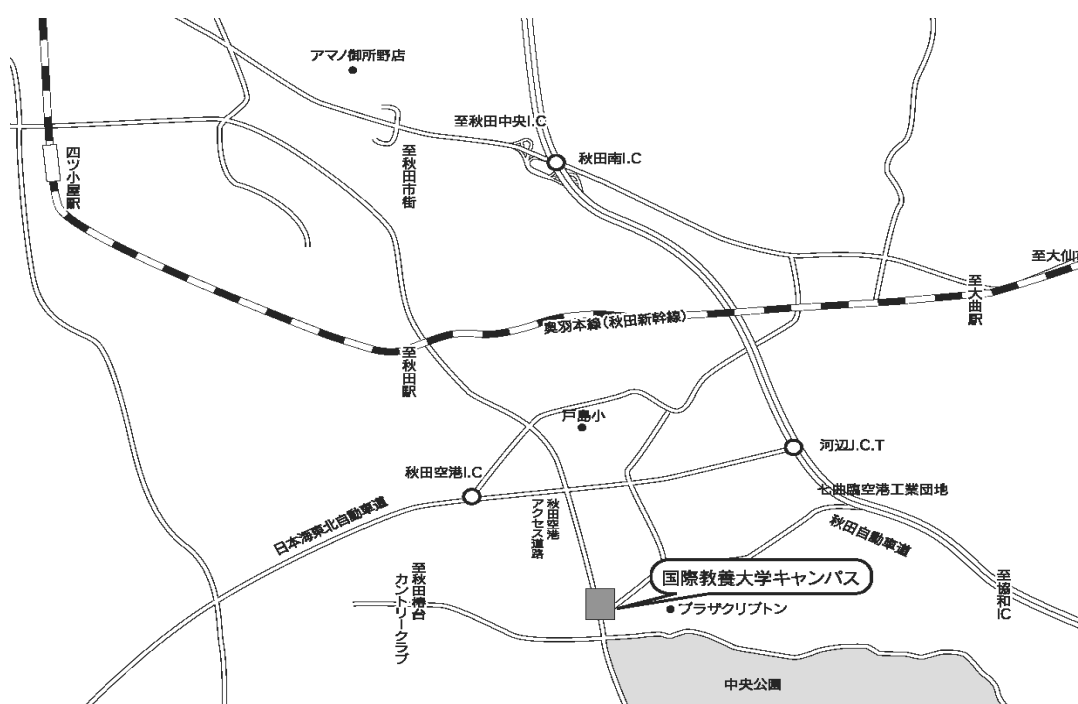 アマノ御所野店
至秋田中央I.C
秋田南I.C
四ツ小屋駅
至秋田市街
至大仙市
至大曲駅
奥羽本線(秋田新幹線)
至秋田駅
戸島小
河辺J.C.T
秋田空港I.C
七曲臨空港工業団地
日本海東北自動車道
秋田空港
アクセス道路
秋田自動車道
至秋田椿台
カントリークラブ
国際教養大学キャンパス
プラザクリプトン
至協和IC
中央公園